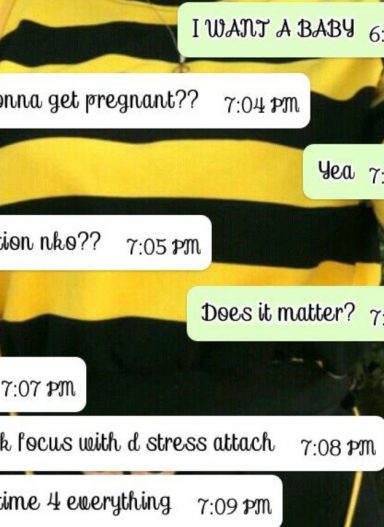 I WANT A BABY 6:
onna get pregnant?? 7:04 PM
Yea 7:
tion nko?? 7:05 PM
Does it matter? 7:
7:07 PM
k focus with d stress attach 7:08 PM
time 4 everything 7:09 PM